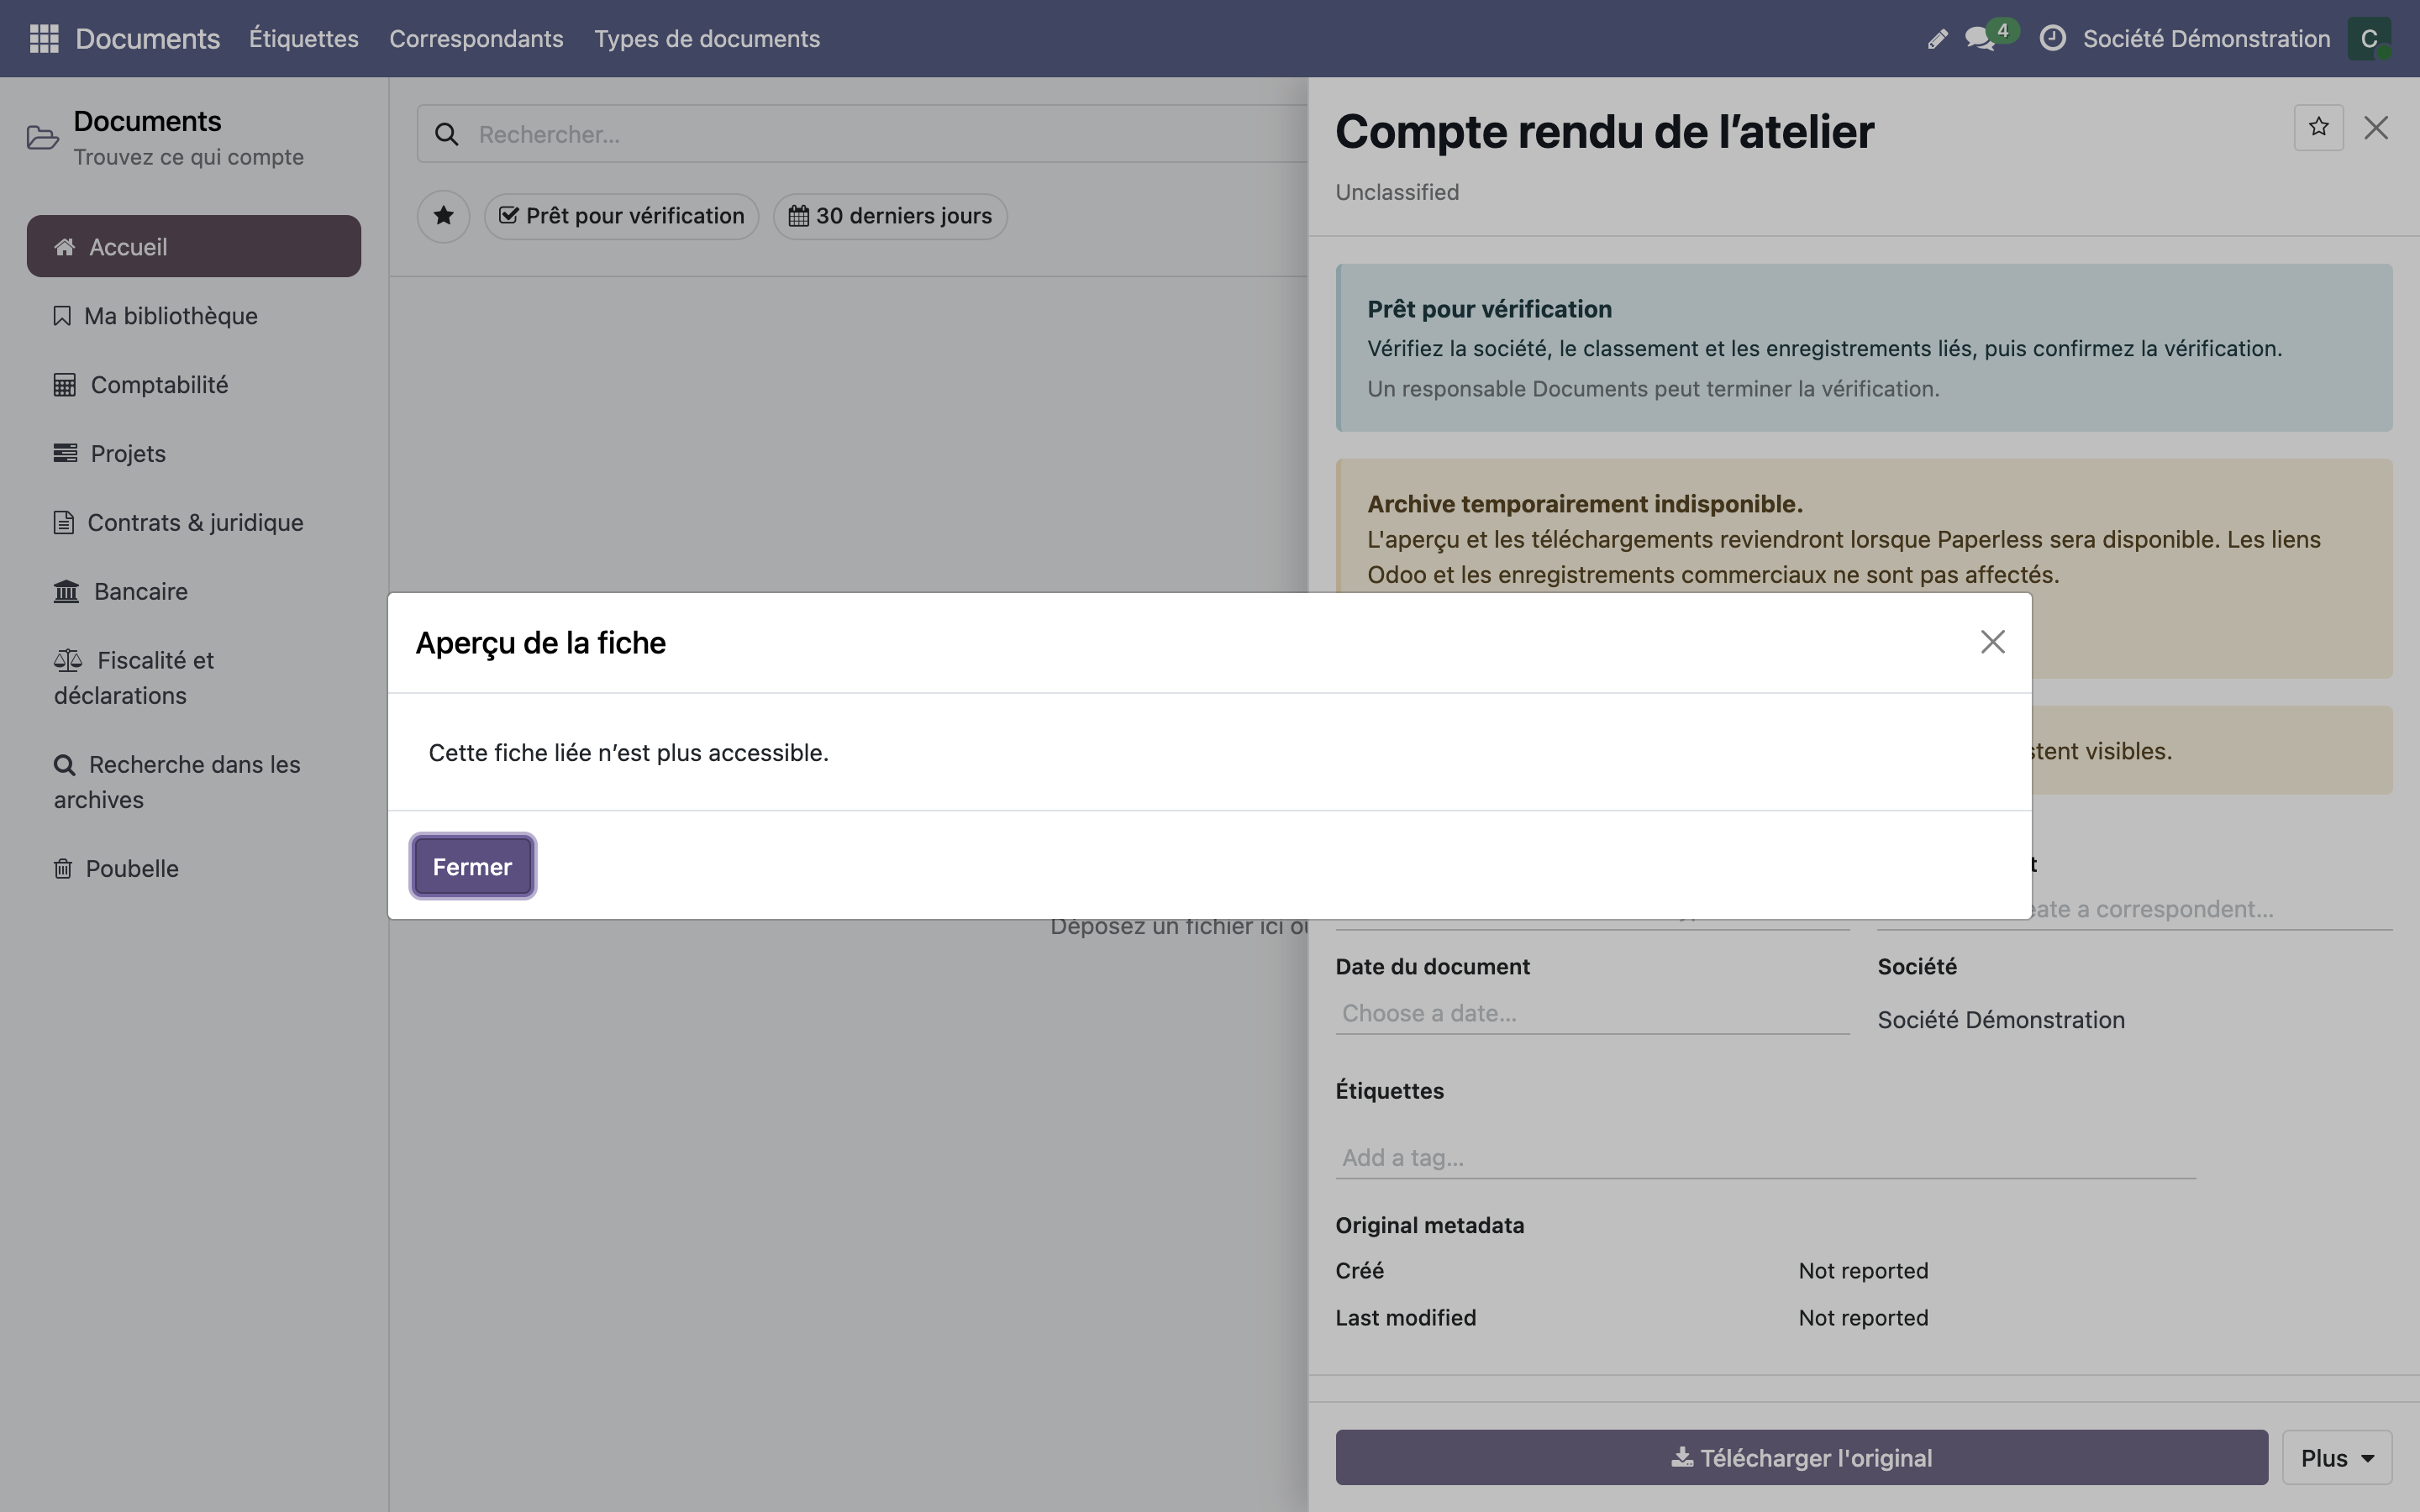 Documents Étiquettes Correspondants Types de documents 4 Société Démonstration C
Documents
Trouvez ce qui compte
Accueil
Ma bibliothèque
Comptabilité
Projets
Contrats & juridique
Bancaire
Fiscalité et
déclarations
Recherche dans les
archives
Poubelle
Rechercher...
Prêt pour vérification 30 derniers jours
Déposez un fichier ici
Compte rendu de l’atelier
Unclassified
Prêt pour vérification
Vérifiez la société, le classement et les enregistrements liés, puis confirmez la vérification.
Un responsable Documents peut terminer la vérification.
Archive temporairement indisponible.
L'aperçu et les téléchargements reviendront lorsque Paperless sera disponible. Les liens
Odoo et les enregistrements commerciaux ne sont pas affectés.
visibles.
a correspondent...
Aperçu de la fiche
Cette fiche liée n’est plus accessible.
Fermer
Date du document Société
Choose a date...
Société Démonstration
Étiquettes
Add a tag...
Original metadata
Créé Not reported
Last modified Not reported
Télécharger l'original Plus